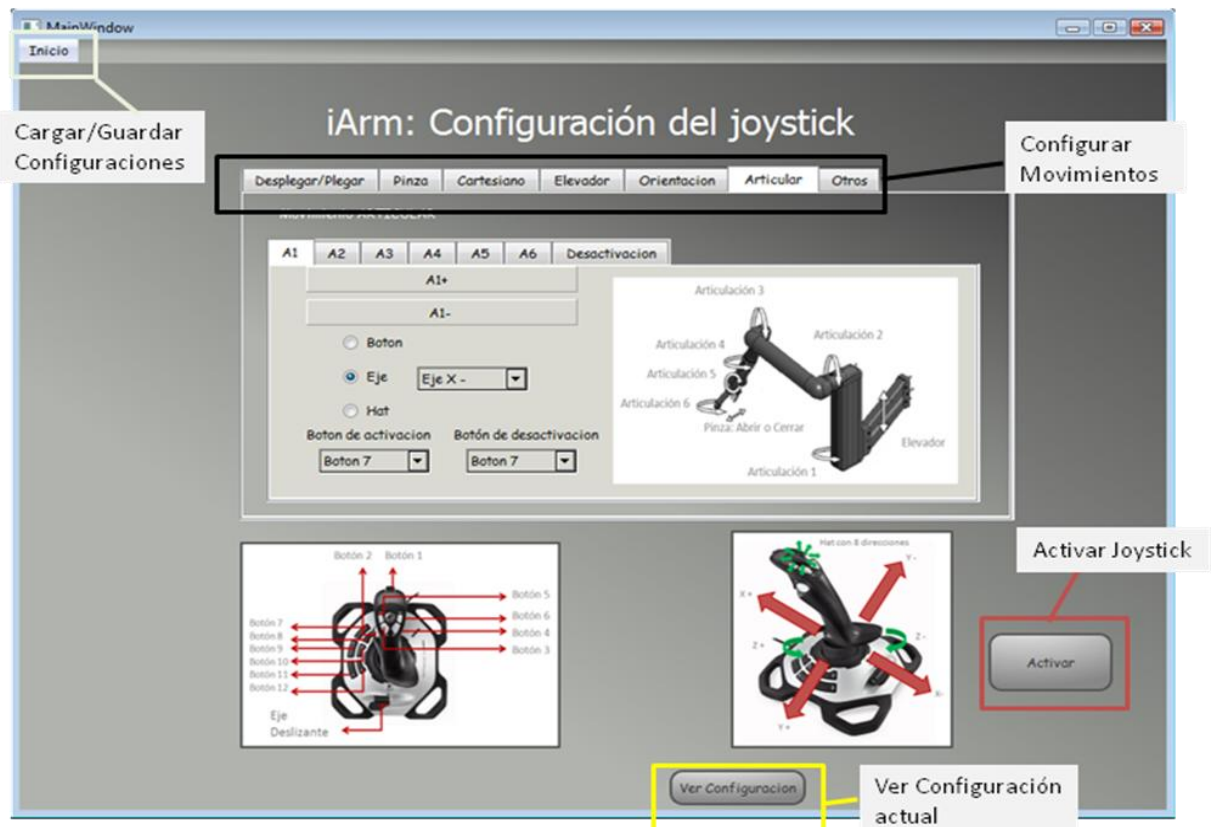 MainWindow
Inicio
Cargar/Guardar
Configuraciones
iArm: Configuración del joystick
Configurar
Movimientos
Desplegar/Plegar Pinza Cartesiano Elevador Orientacion Articular Otros
Movimiento ARTICULAR
A1 A2 A3 A4 A5 A6 Desactivacion
A1+
A1-
Boton
Eje Eje X -
Hat
Boton de activacion Botón de desactivacion
Boton 7 Boton 7
Articulación 3
Articulación 2
Articulación 4
Articulación 5
Articulación 6
Pinza: Abrir o Cerrar
Elevador
Articulación 1
Botón 2 Botón 1
Botón 5
Botón 6
Botón 4
Botón 3
Botón 7
Botón 8
Botón 9
Botón 10
Botón 11
Botón 12
Eje
Deslizante
Hat con 8 direcciones
Y -
X +
Z +
Z -
X-
Y +
Activar Joystick
Activar
Ver Configuracion
Ver Configuración
actual